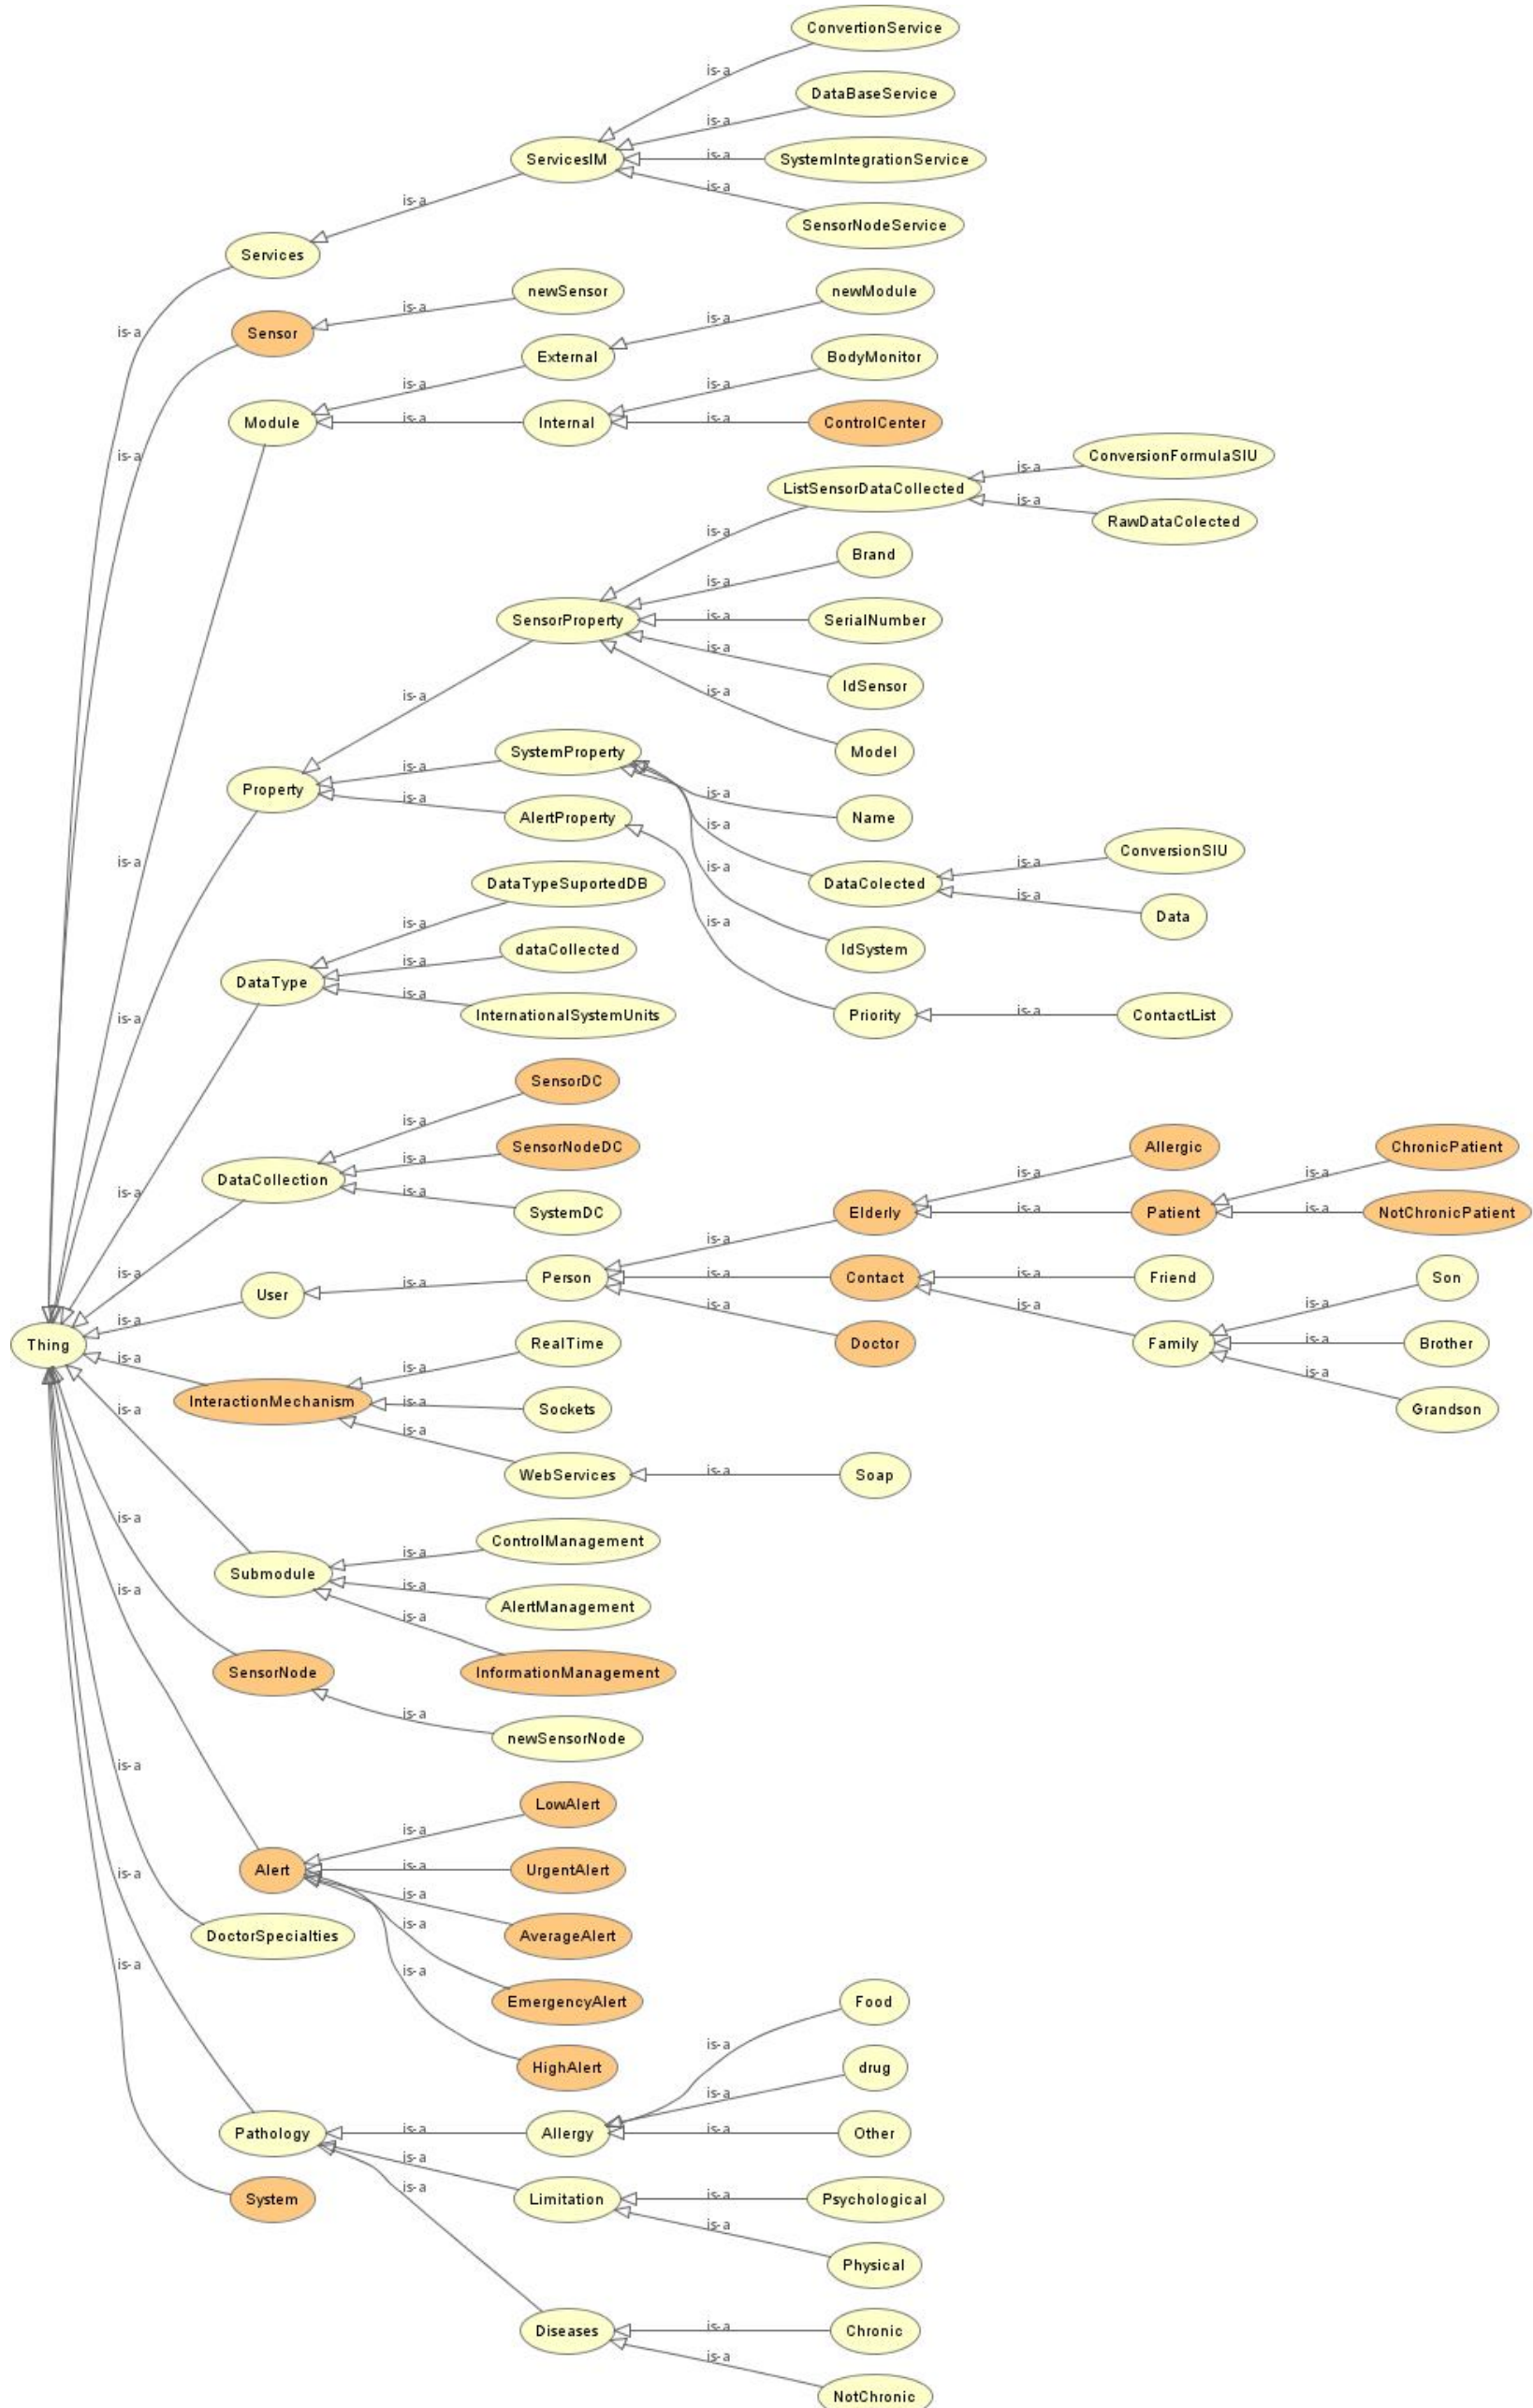 ConvertionService
is-a
DataBaseService
is-a
ServicesIM
is-a
SystemIntegrationService
is-a
is-a
SensorNodeService
Services
newSensor
is-a
newModule
is-a
is-a
Sensor
External
is-a
BodyMonitor
is-a
is-a
Module
is-a
Internal
is-a
ControlCenter
is-a
ConversionFormulaSIU
is-a
ListSensorDataCollected
is-a
RawDataColected
is-a
Brand
is-a
SensorProperty
is-a
SerialNumber
is-a
IdSensor
is-a
is-a
SystemProperty
Model
is-a
Property
is-a
AlertProperty
is-a
Name
is-a
is-a
is-a
ConversionSIU
is-a
DataTypeSuportedDB
DataColected
is-a
is-a
Data
is-a
dataCollected
IdSystem
is-a
DataType
is-a
InternationalSystemUnits
is-a
Priority
is-a
ContactList
SensorDC
is-a
SensorNodeDC
Allergic
ChronicPatient
is-a
is-a
is-a
DataCollection
is-a
is-a
SystemDC
Elderly
is-a
Patient
is-a
NotChronicPatient
is-a
is-a
User
is-a
Person
is-a
Contact
is-a
Friend
Son
is-a
is-a
is-a
is-a
Thing
is-a
RealTime
Doctor
Family
is-a
Brother
is-a
is-a
InteractionMechanism
is-a
Sockets
Grandson
is-a
is-a
WebServices
is-a
Soap
is-a
ControlManagement
is-a
Submodule
is-a
is-a
AlertManagement
is-a
SensorNode
InformationManagement
is-a
newSensorNode
is-a
LowAlert
is-a
Alert
is-a
UrgentAlert
is-a
is-a
DoctorSpecialties
is-a
AverageAlert
is-a
is-a
EmergencyAlert
Food
is-a
HighAlert
drug
is-a
Pathology
is-a
Allergy
is-a
Other
is-a
is-a
System
Limitation
is-a
Psychological
is-a
Physical
Diseases
is-a
Chronic
is-a
NotChronic